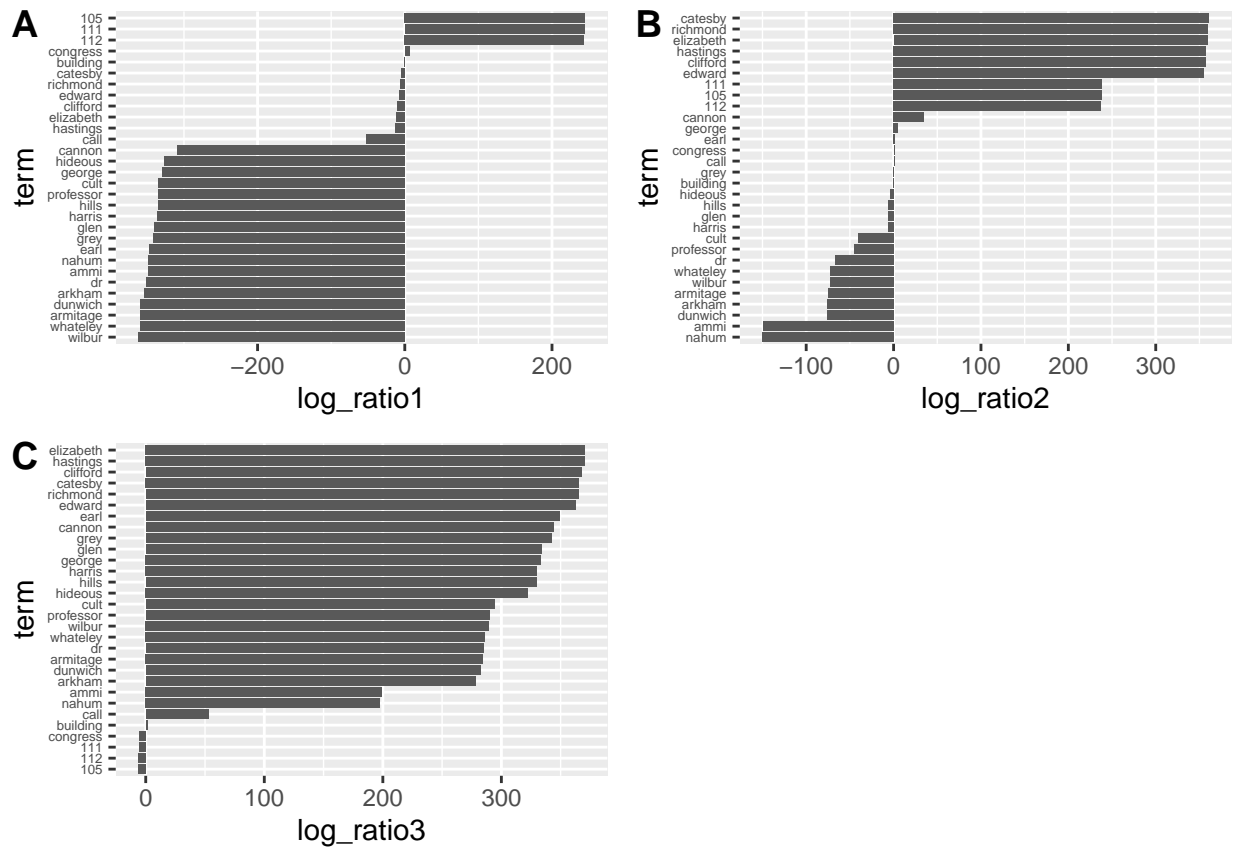 A
105
111
112
congress
building
catesby
richmond
edward
clifford
elizabeth
hastings
call
cannon
hideous
george
cult
professor
hills
harris
glen
grey
earl
nahum
ammi
dr
arkham
dunwich
armitage
whateley
wilbur
term
−200 0 200
log_ratio1
B
catesby
richmond
elizabeth
hastings
clifford
edward
111
105
112
cannon
george
earl
congress
call
grey
building
hideous
hills
glen
harris
cult
professor
dr
whateley
wilbur
armitage
arkham
dunwich
ammi
nahum
term
−100 0 100 200 300
log_ratio2
C
elizabeth
hastings
clifford
catesby
richmond
edward
earl
cannon
grey
glen
george
harris
hills
hideous
cult
professor
wilbur
whateley
dr
armitage
dunwich
arkham
ammi
nahum
call
building
congress
111
112
105
term
0 100 200 300
log_ratio3